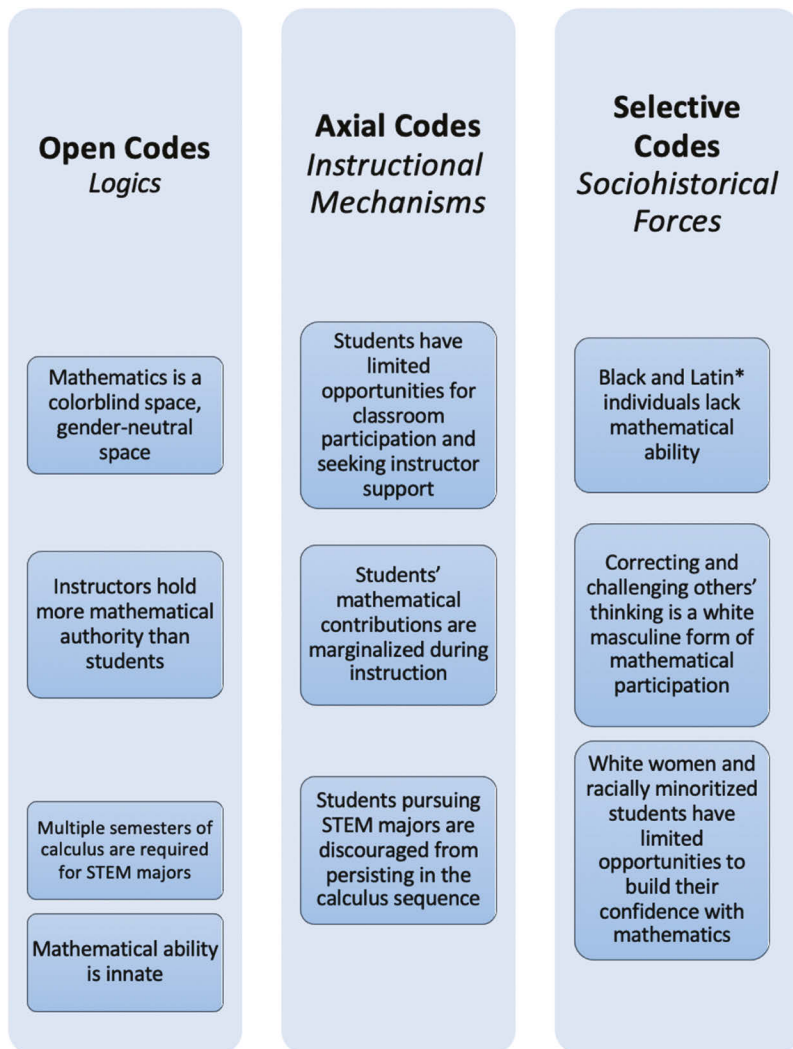 Open Codes
Logics
Mathematics is a
colorblind space,
gender-neutral
space
Instructors hold
more mathematical
authority than
students
Multiple semesters of
calculus are required
for STEM majors
Mathematical ability
is innate
Axial Codes
Instructional
Mechanisms
Students have
limited
opportunities for
classroom
participation and
seeking instructor
support
Students’
mathematical
contributions are
marginalized during
instruction
Students pursuing
STEM majors are
discouraged from
persisting in the
calculus sequence
Selective
Codes
Sociohistorical
Forces
Black and Latin*
individuals lack
mathematical
ability
Correcting and
challenging others’
thinking is a white
masculine form of
mathematical
participation
White women and
racially minoritized
students have
limited
opportunities to
build their
confidence with
mathematics